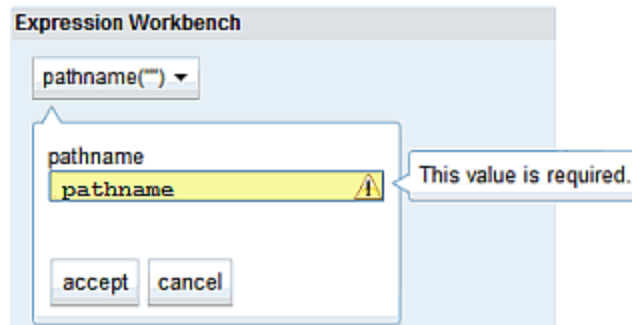 Expression Workbench
pathname("")
pathname
pathname
This value is required.
accept cancel